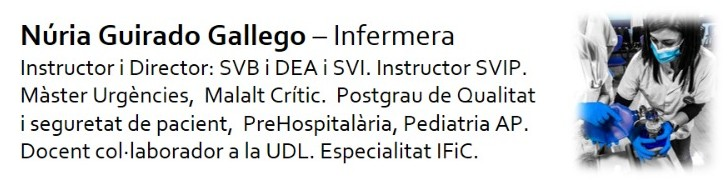 Núria Guirado Gallego – Infermera
Instructor i Director: SVB i DEA i SVI. Instructor SVIP.
Màster Urgències, Malalt Crític. Postgrau de Qualitat
i seguretat de pacient, PreHospitalària, Pediatria AP.
Docent col·laborador a la UDL. Especialitat IFiC.